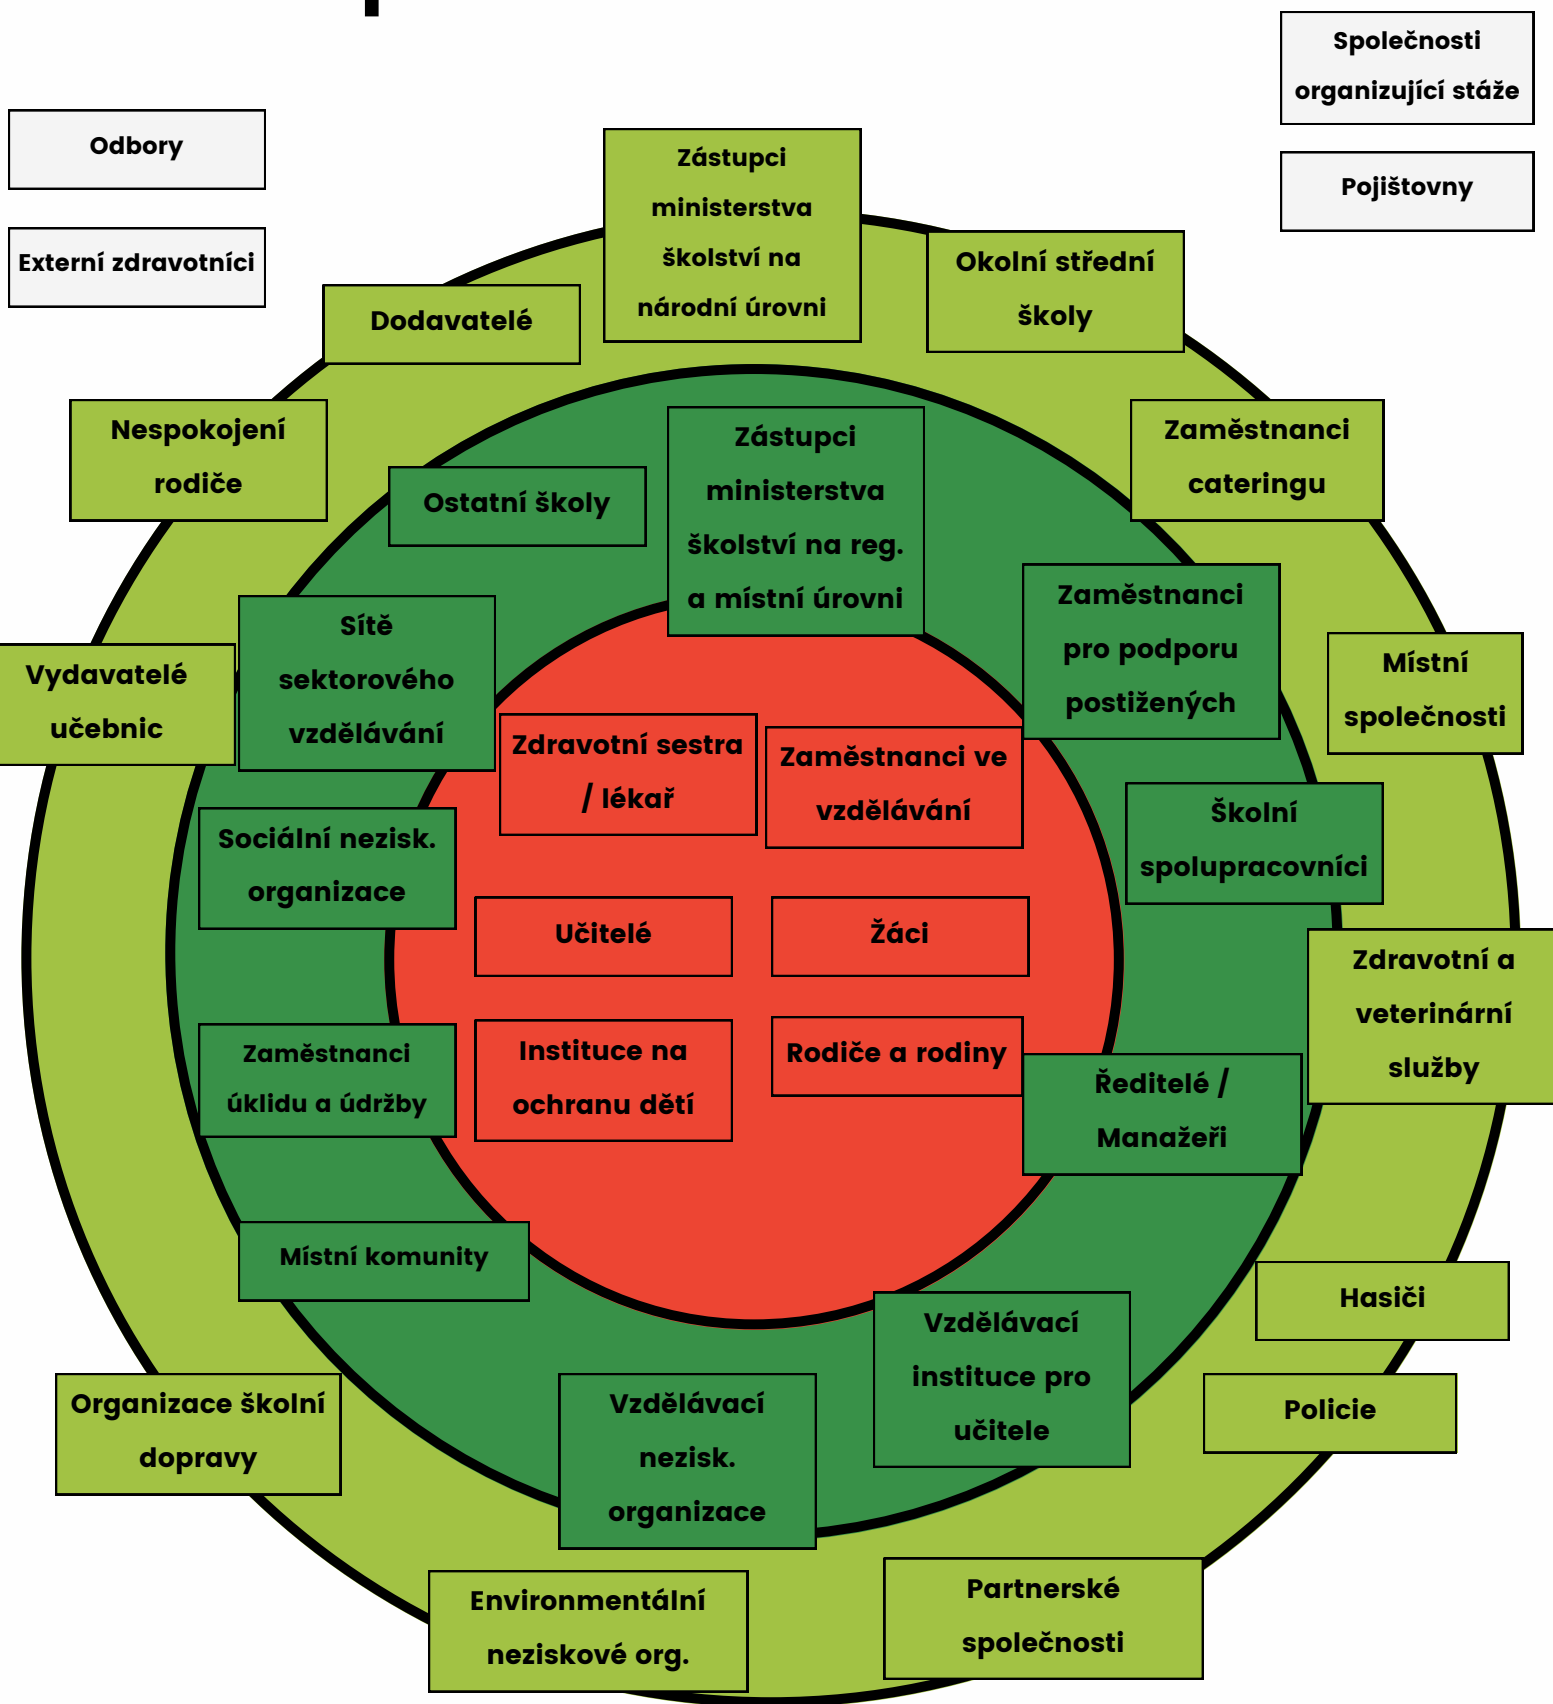 Společnosti
organizující stáže
Odbory
Pojištovny
Externí zdravotníci
Zástupci
ministerstva
školství na
národní úrovni
Okolní střední
školy
Dodavatelé
Nespokojení
rodiče
Zaměstnanci
cateringu
Zástupci
ministerstva
školství na reg.
a místní úrovni
Ostatní školy
Zaměstnanci
pro podporu
postižených
Sítě
sektorového
vzdělávání
Vydavatelé
učebnic
Místní
společnosti
Zdravotní sestra
/ lékař
Zaměstnanci ve
vzdělávání
Školní
spolupracovníci
Sociální nezisk.
organizace
Učitelé
Žáci
Zdravotní a
veterinární
služby
Zaměstnanci
úklidu a údržby
Instituce na
ochranu dětí
Rodiče a rodiny
Ředitelé /
Manažeři
Místní komunity
Hasiči
Vzdělávací
instituce pro
učitele
Organizace školní
dopravy
Vzdělávací
nezisk.
organizace
Policie
Environmentální
neziskové org.
Partnerské
společnosti